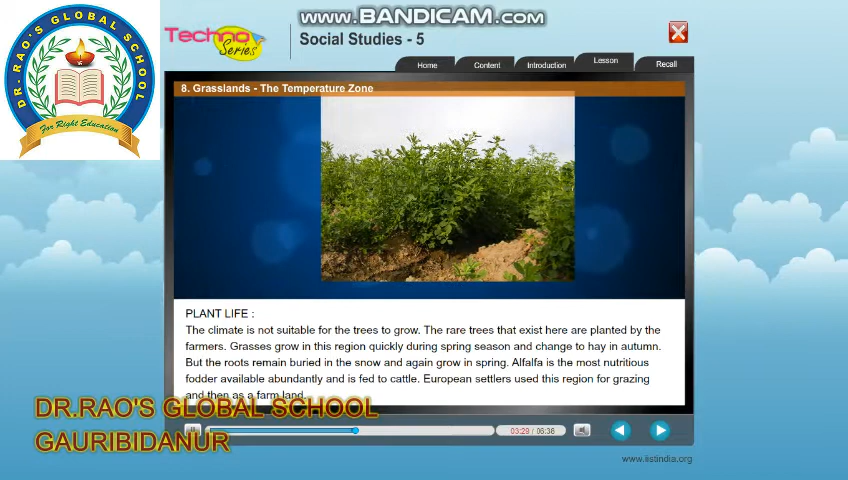 www.BANDICAM.com
DR. RAO'S GLOBAL SCHOOL
For Right Education
Techno
Series
Social Studies - 5
Home
Content
Introduction
Lesson
Recall
8. Grasslands - The Temperature Zone
PLANT LIFE :
The climate is not suitable for the trees to grow. The rare trees that exist here are planted by the
farmers. Grasses grow in this region quickly during spring season and change to hay in autumn.
But the roots remain buried in the snow and again grow in spring. Alfalfa is the most nutritious
fodder available abundantly and is fed to cattle. European settlers used this region for grazing
and then as a farm land.
DR.RAO'S GLOBAL SCHOOL
GAURIBIDANUR
03:29 / 05:36
www.listindia.org